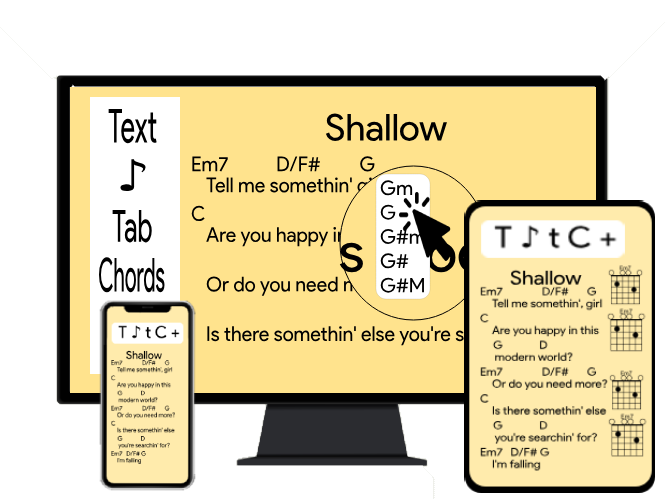 Text
♪
Tab
Chords
Shallow
Em7 D/F# G
Tell me somethin'
C
Are you happy
Or do you need
Is there somethin' else you're
Gm
G
G#m
G#
G#M
T ♪ t C +
Shallow
Em7 D/F# G
Tell me somethin', girl
C
Are you happy in this
G D
modern world?
Em7 D/F# G
Or do you need more?
C
Is there somethin' else
G D
you're searchin' for?
Em7 D/F# G
I'm falling
T ♪ t C +
Shallow
Em7 D/F# G
Tell me somethin', girl
C
Are you happy in this
G D
modern world?
Em7 D/F# G
Or do you need more?
C
Is there somethin' else
G D
you're searchin' for?
Em7 D/F# G
I'm falling
Em7
Em7
Em7
Em7